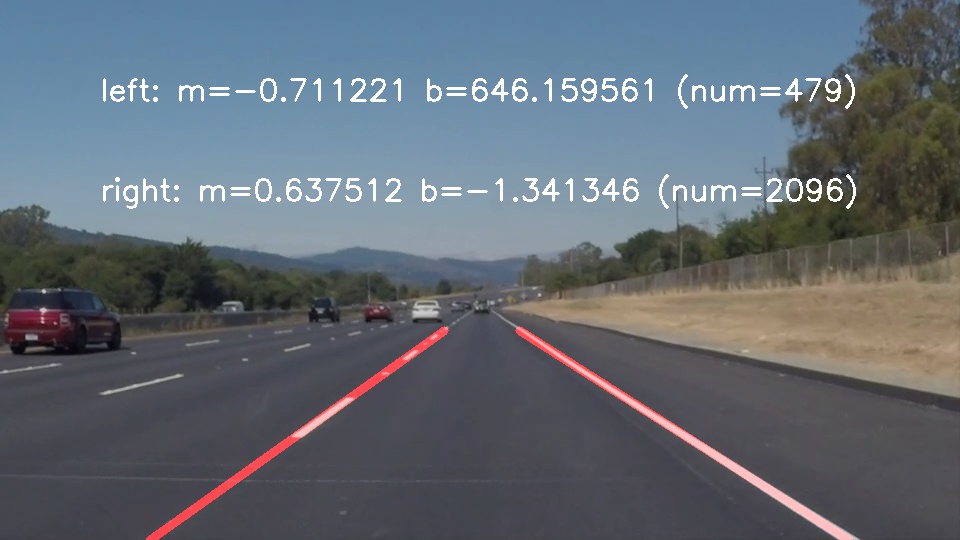 left: m=-0.711221 b=646.159561 (num=479)
right: m=0.637512 b=-1.341346 (num=2096)